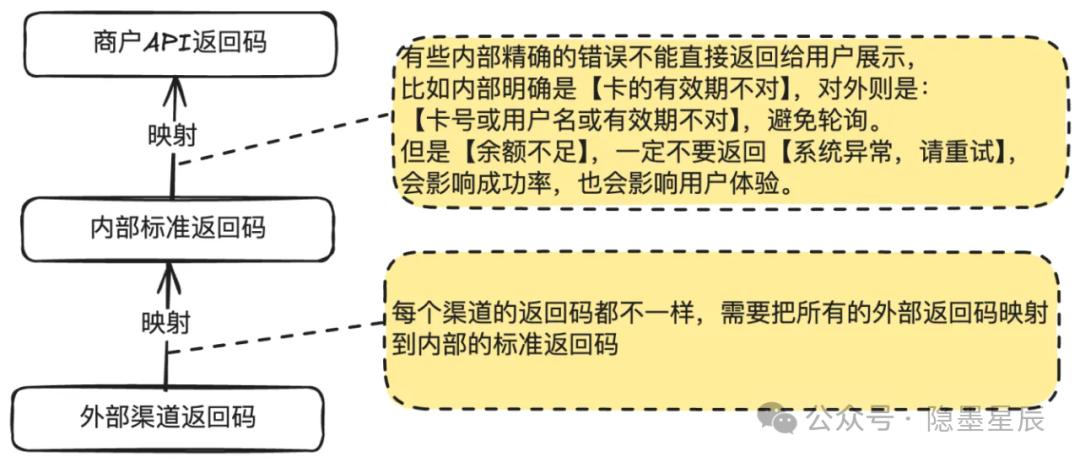 商户API返回码
有些内部精确的错误不能直接返回给用户展示，
比如内部明确是【卡的有效期不对】，对外则是：
【卡号或用户名或有效期不对】，避免轮询。
但是【余额不足】，一定不要返回【系统异常，请重试】，
会影响成功率，也会影响用户体验。
映射
内部标准返回码
每个渠道的返回码都不一样，需要把所有的外部返回码映射
到内部的标准返回码
映射
外部渠道返回码
公众号·隐墨星辰